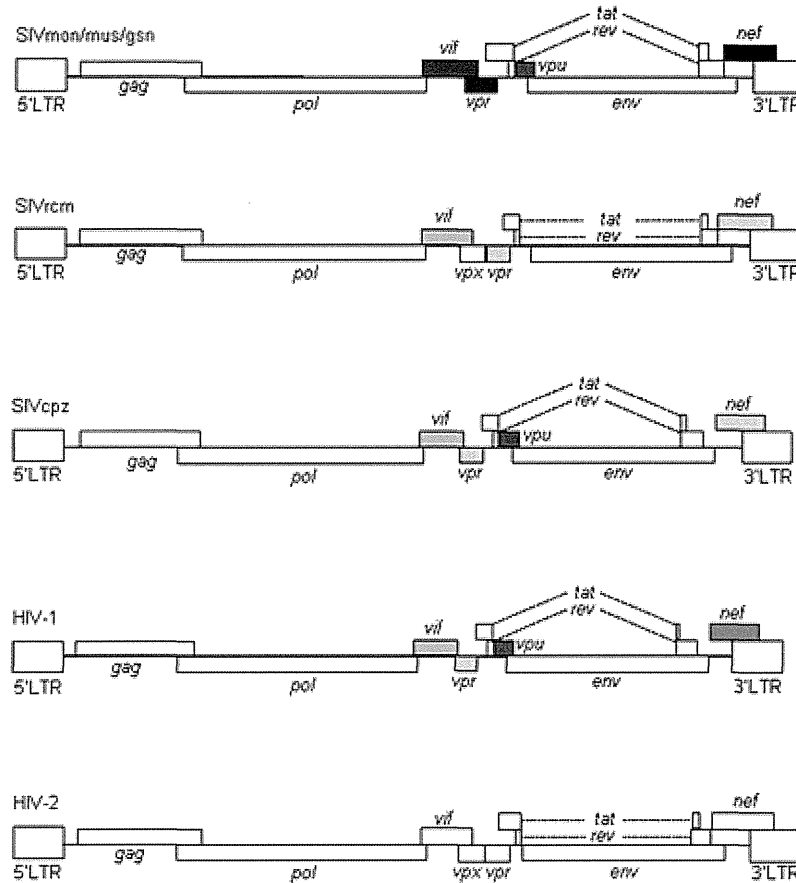 SIVmon/mus/gsn
tat
rev
nef
vif
vpu
5'LTR
gag
pol
vpr
env
3'LTR
SIVrcm
vif
tat
rev
nef
5'LTR
gag
pol
vpx vpr
env
3'LTR
SIVcpz
tat
rev
vif
nef
vpu
5'LTR
gag
pol
vpr
env
3'LTR
HIV-1
tat
rev
vif
nef
vpu
5'LTR
gag
pol
vpr
env
3'LTR
HIV-2
vif
tat
rev
nef
5'LTR
gag
pol
vpx vpr
env
3'LTR